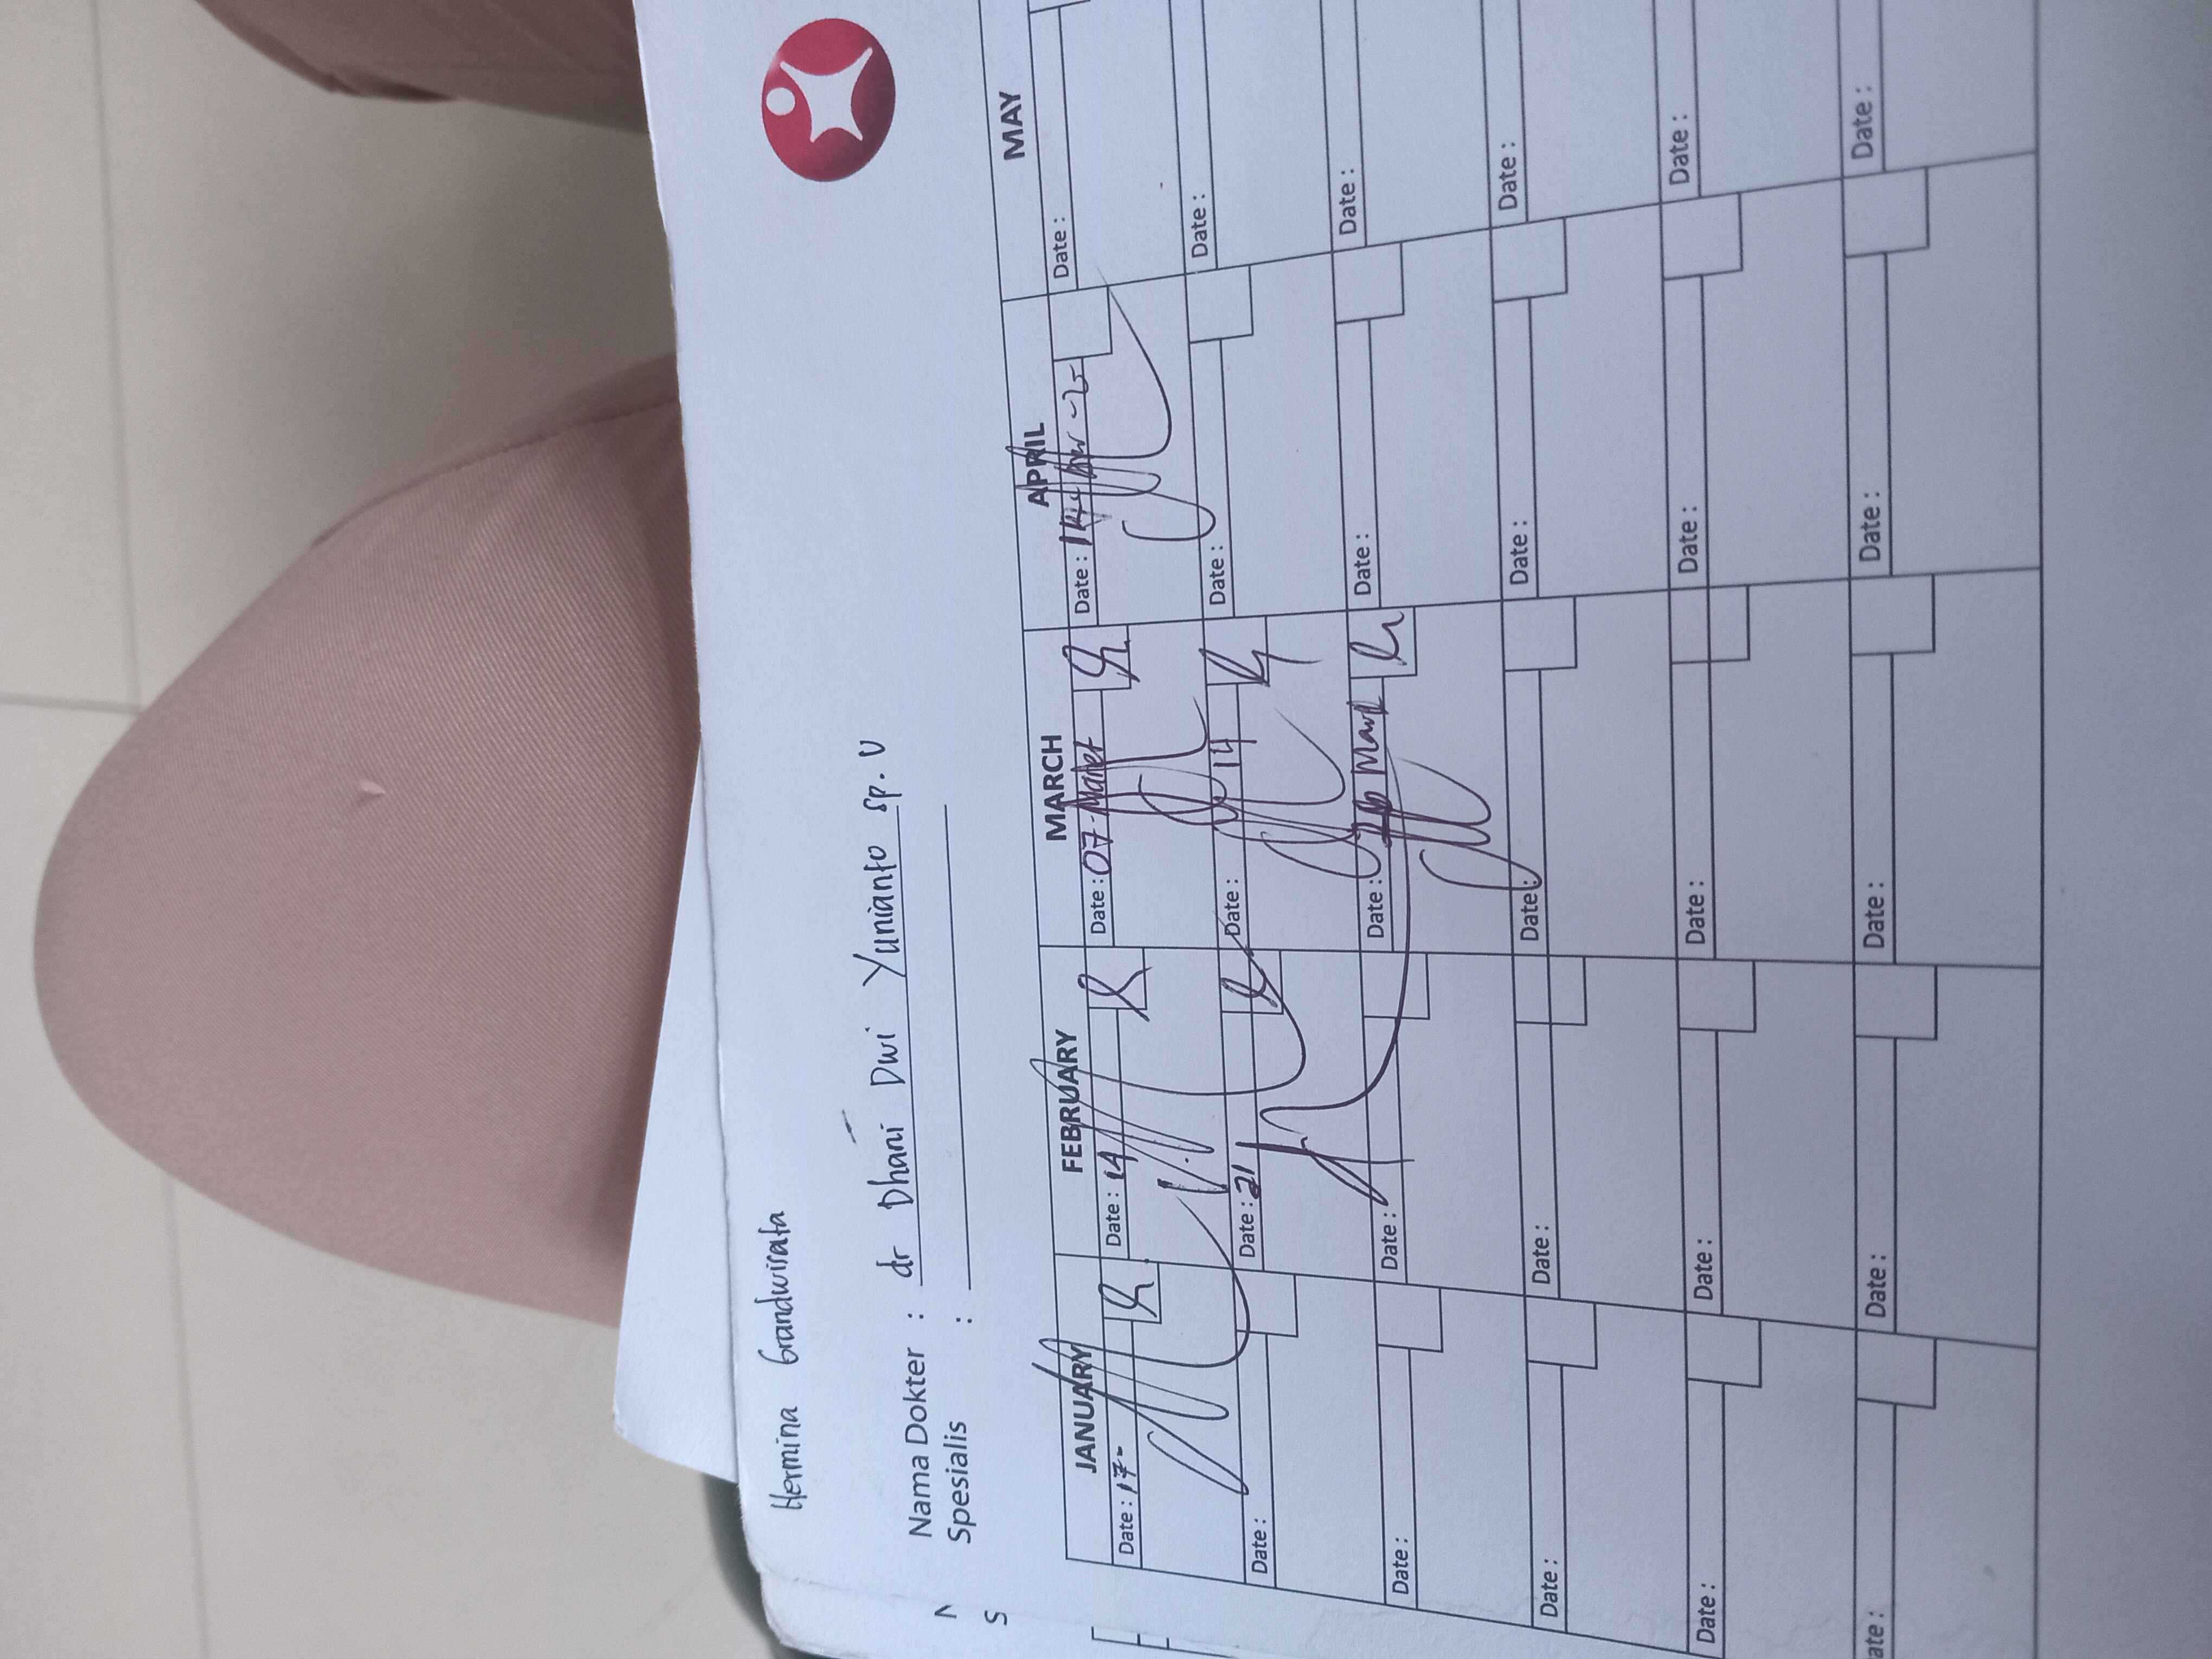 Hermina Grandwisata
Nama Dokter : dr Dhani Dwi Yunianto Sp.U
Spesialis :
JANUARY FEBRUARY MARCH APRIL MAY
Date : 17- Date : 14 Date : 07-Maret Date : Date :
Date : Date : 21 Date : 14 Date : Date :
Date : Date : Date : Date : Date :
Date : Date : Date : Date : Date :
Date : Date : Date : Date : Date :
ate : Date : Date : Date : Date :